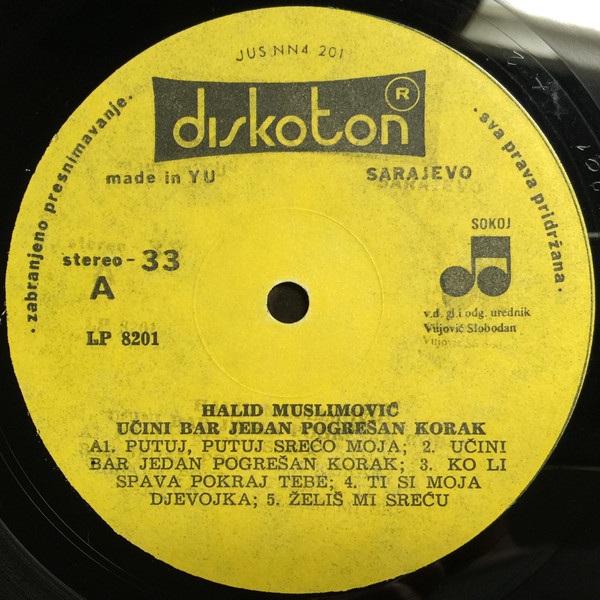 JUS.NN4 201
diskoton ®
· zabranjeno presnimavanje ·
· sva prava pridržana ·
made in YU
SARAJEVO
SOKOJ
stereo - 33
A
LP 8201
v.d. gl i odg. urednik
Vujović Slobodan
HALID MUSLIMOVIĆ
UČINI BAR JEDAN POGREŠAN KORAK
A1. PUTUJ, PUTUJ SREĆO MOJA; 2. UČINI
BAR JEDAN POGREŠAN KORAK; 3. KO LI
SPAVA POKRAJ TEBE; 4. TI SI MOJA
DJEVOJKA; 5. ŽELIŠ MI SREĆU